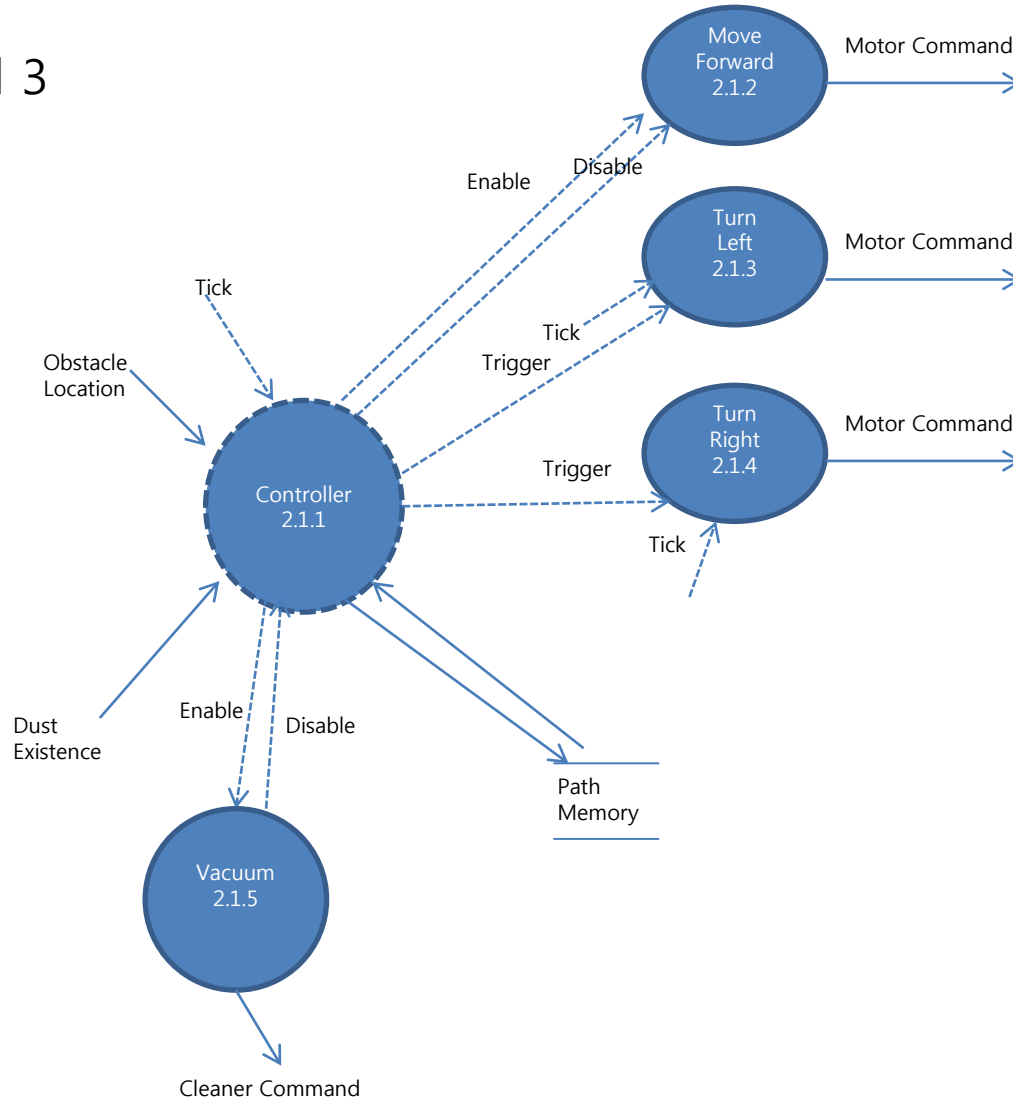 l 3
Move
Forward
2.1.2
Motor Command
Enable
Disable
Turn
Left
2.1.3
Motor Command
Tick
Tick
Trigger
Obstacle
Location
Turn
Right
2.1.4
Motor Command
Trigger
Controller
2.1.1
Tick
Enable
Disable
Dust
Existence
Path
Memory
Vacuum
2.1.5
Cleaner Command